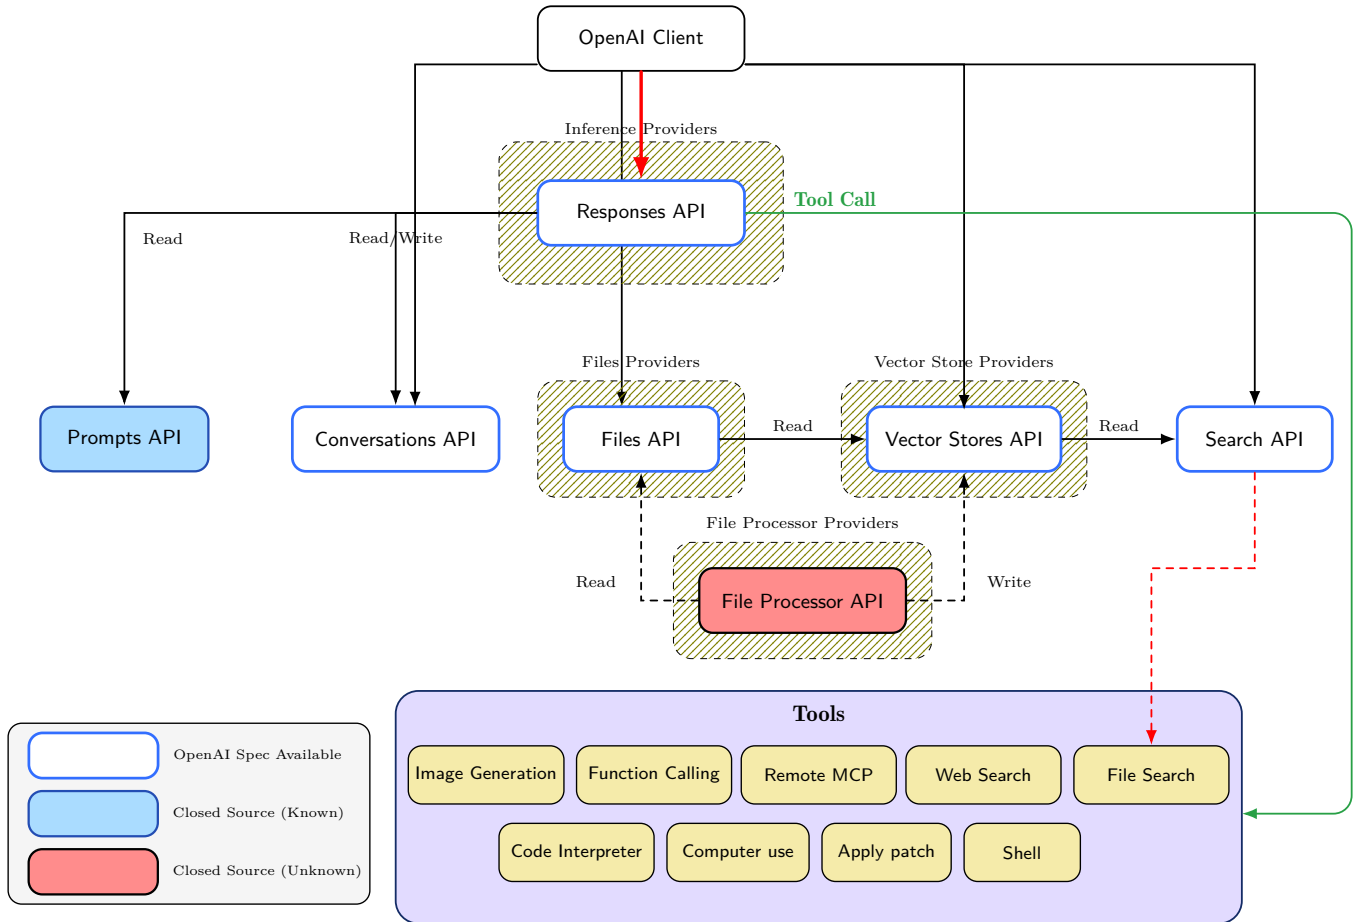 OpenAI Client
Inference Providers
Responses API
Tool Call
Read
Read/Write
Files Providers
Vector Store Providers
Prompts API
Conversations API
Files API
Read
Vector Stores API
Read
Search API
File Processor Providers
Read
File Processor API
Write
Tools
Image Generation
Function Calling
Remote MCP
Web Search
File Search
Code Interpreter
Computer use
Apply patch
Shell
OpenAI Spec Available
Closed Source (Known)
Closed Source (Unknown)